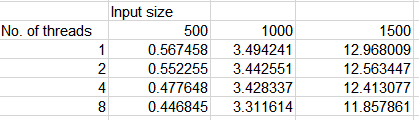 Input size
No. of threads 500 1000 1500
1 0.567458 3.494241 12.968009
2 0.552255 3.442551 12.563447
4 0.477648 3.428337 12.413077
8 0.446845 3.311614 11.857861